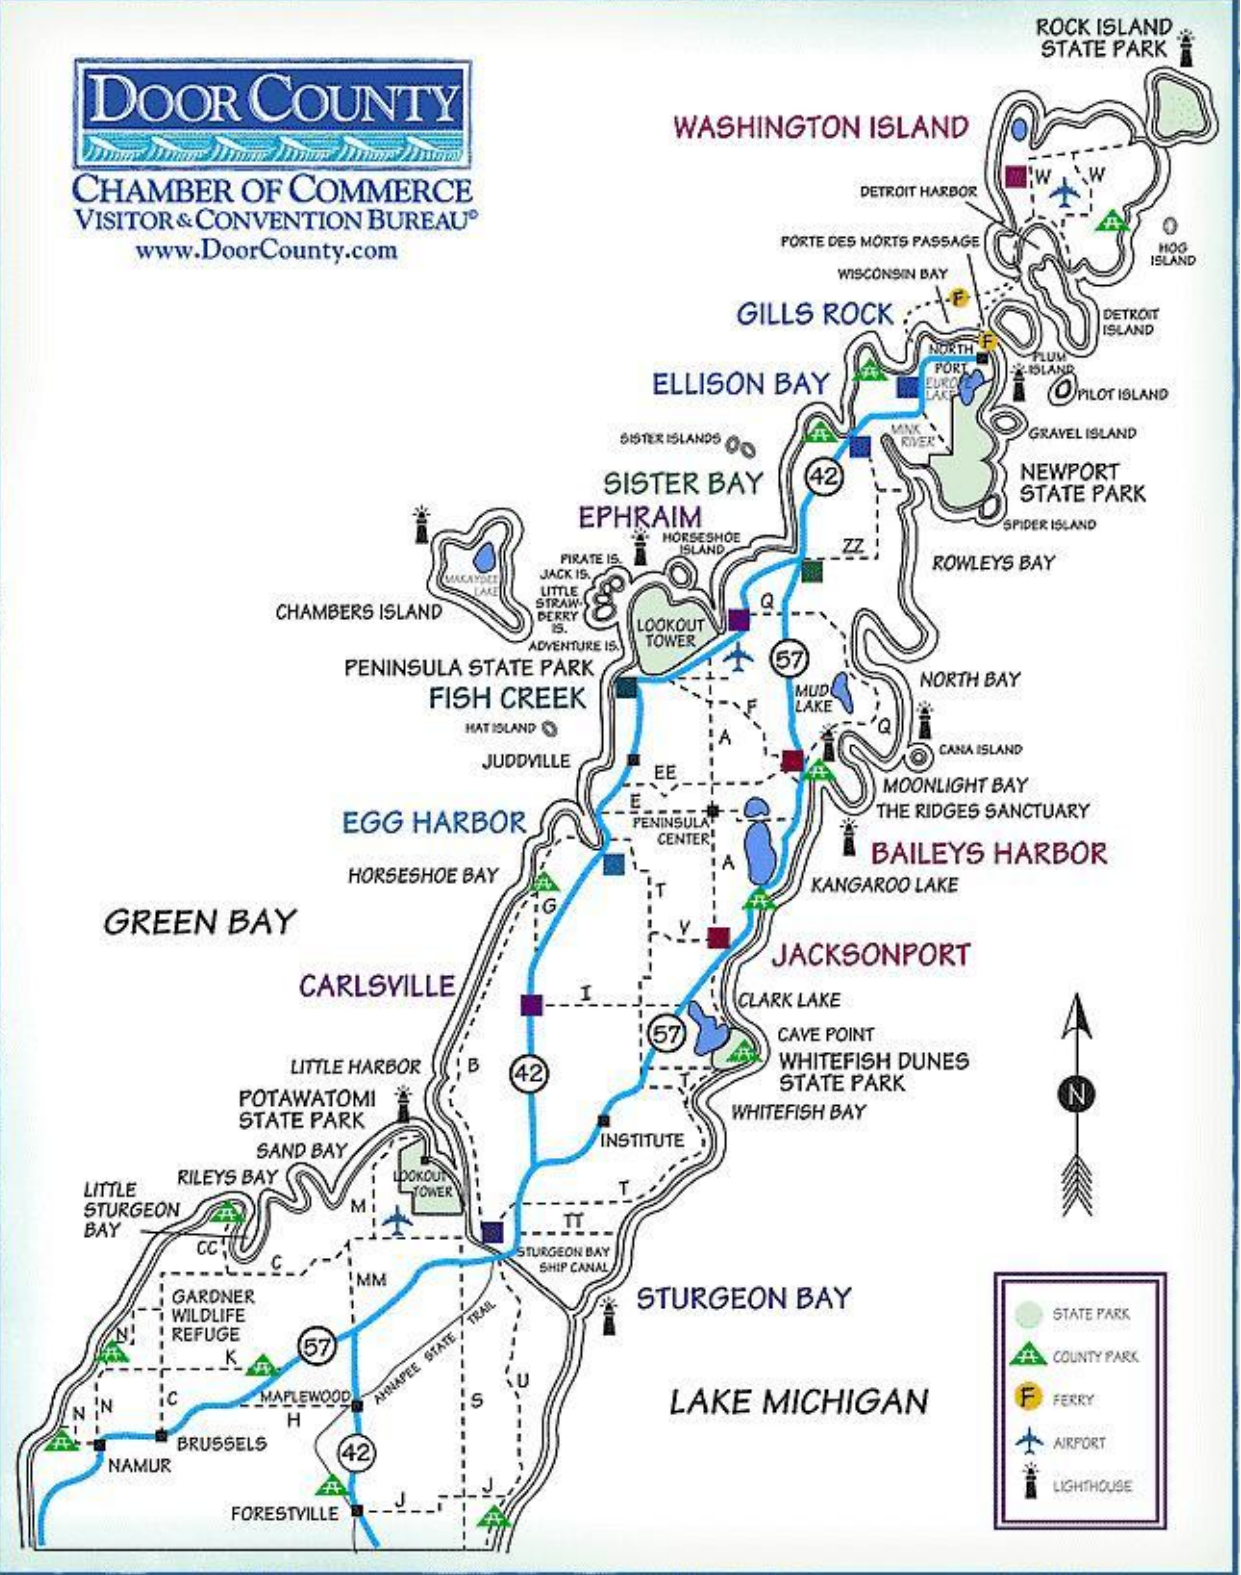 ROCK ISLAND
STATE PARK
DOOR COUNTY
CHAMBER OF COMMERCE
VISITOR & CONVENTION BUREAU©
www.DoorCounty.com
WASHINGTON ISLAND
W
W
DETROIT HARBOR
PORTE DES MORTS PASSAGE
HOG
ISLAND
WISCONSIN BAY
F
GILLS ROCK
DETROIT
ISLAND
F
NORTH
PORT
PLUM
ISLAND
ELLISON BAY
EURO
LAKE
PILOT ISLAND
SISTER ISLANDS
MINK
RIVER
GRAVEL ISLAND
42
SISTER BAY
NEWPORT
STATE PARK
EPHRAIM
SPIDER ISLAND
HORSESHOE
ISLAND
ZZ
PIRATE IS.
JACK IS.
LITTLE
STRAW-
BERRY
IS.
ROWLEYS BAY
MAKAYSEE
LAKE
CHAMBERS ISLAND
Q
LOOKOUT
TOWER
ADVENTURE IS.
PENINSULA STATE PARK
57
FISH CREEK
MUD
LAKE
NORTH BAY
F
HAT ISLAND
A
Q
CANA ISLAND
JUDDVILLE
EE
MOONLIGHT BAY
E
THE RIDGES SANCTUARY
EGG HARBOR
PENINSULA
CENTER
BAILEYS HARBOR
HORSESHOE BAY
A
T
KANGAROO LAKE
G
GREEN BAY
V
JACKSONPORT
CARLSVILLE
I
CLARK LAKE
57
CAVE POINT
LITTLE HARBOR
B
42
WHITEFISH DUNES
STATE PARK
T
POTAWATOMI
STATE PARK
WHITEFISH BAY
INSTITUTE
SAND BAY
RILEYS BAY
LOOKOUT
TOWER
LITTLE
STURGEON
BAY
T
M
TT
CC
C
STURGEON BAY
SHIP CANAL
MM
GARDNER
WILDLIFE
REFUGE
STURGEON BAY
N
57
AHNAPEE STATE TRAIL
K
U
MAPLEWOOD
LAKE MICHIGAN
N
N
C
H
S
BRUSSELS
42
NAMUR
J
J
FORESTVILLE
N
STATE PARK
COUNTY PARK
F
FERRY
AIRPORT
LIGHTHOUSE